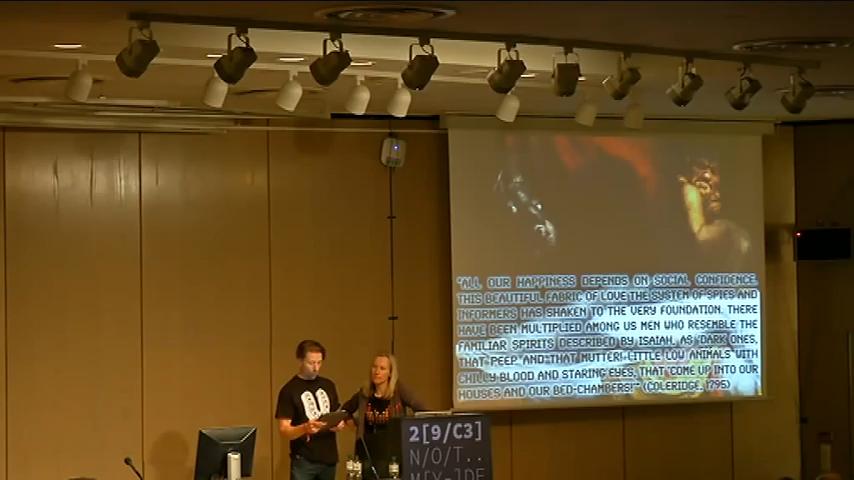 "ALL OUR HAPPINESS DEPENDS ON SOCIAL CONFIDENCE.
THIS BEAUTIFUL FABRIC OF LOVE THE SYSTEM OF SPIES AND
INFORMERS HAS SHAKEN TO THE VERY FOUNDATION. THERE
HAVE BEEN MULTIPLIED AMONG US MEN WHO RESEMBLE THE
FAMILIAR SPIRITS DESCRIBED BY ISAIAH, AS 'DARK ONES,
THAT PEEP, AND THAT MUTTER!' LITTLE LOW ANIMALS WITH
CHILLY BLOOD AND STARING EYES, THAT 'COME UP INTO OUR
HOUSES AND OUR BED-CHAMBERS!'" (COLERIDGE, 1795)
2[9/C3]
N/O/T..